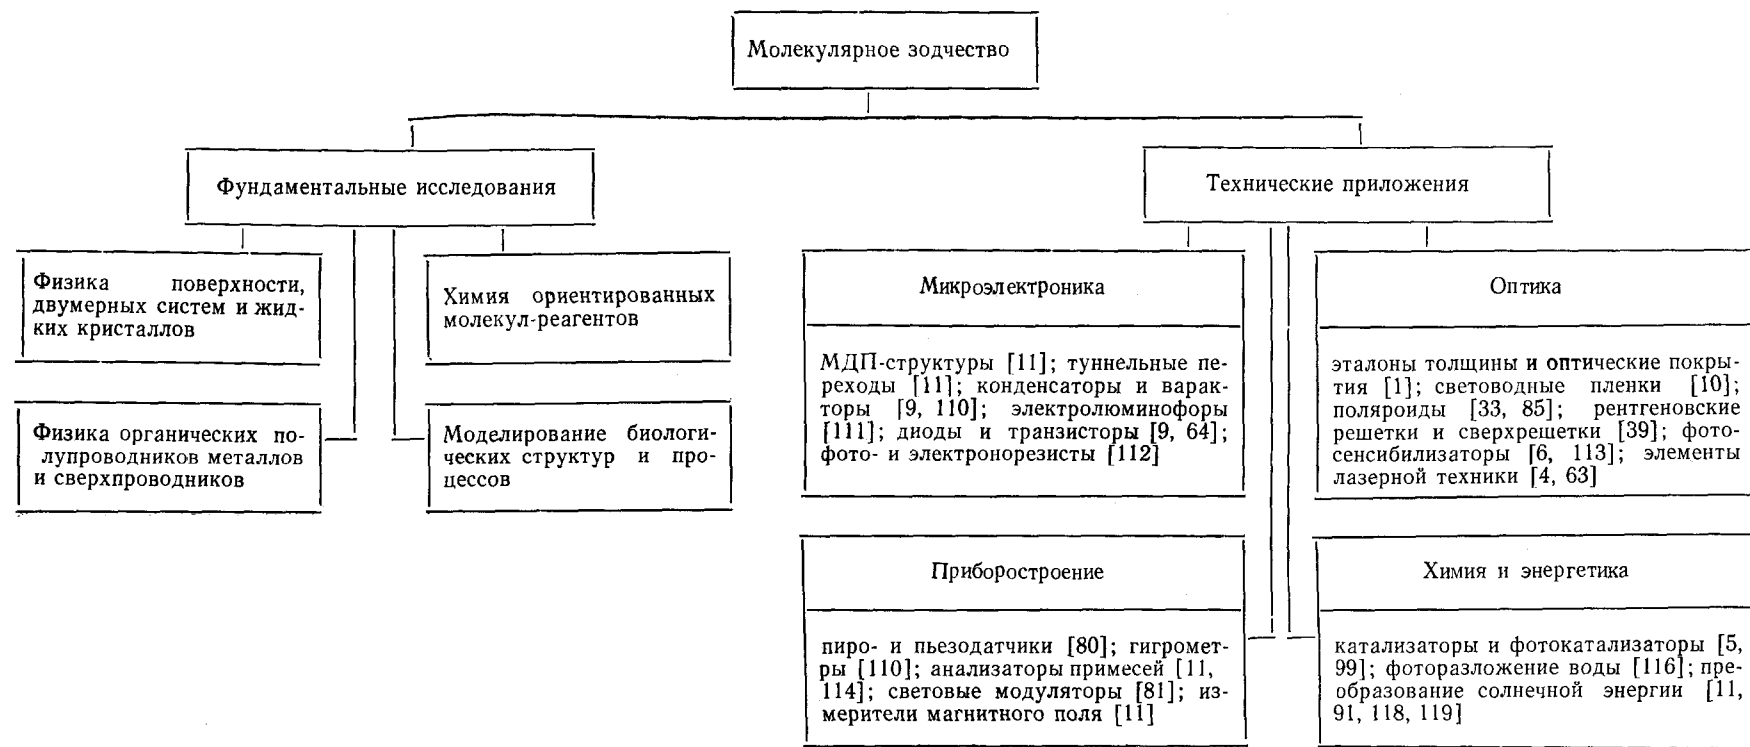 Молекулярное зодчество
Фундаментальные исследования
Технические приложения
Физика поверхности,
двумерных систем и жид-
ких кристаллов
Химия ориентированных
молекул-реагентов
Физика органических по-
лупроводников металлов
и сверхпроводников
Моделирование биологи-
ческих структур и про-
цессов
Микроэлектроника
МДП-структуры [11]; туннельные пе-
реходы [11]; конденсаторы и варак-
торы [9, 110]; электролюминофоры
[111]; диоды и транзисторы [9, 64];
фото- и электронорезисты [112]
Оптика
эталоны толщины и оптические покры-
тия [1]; световодные пленки [10];
поляроиды [33, 85]; рентгеновские
решетки и сверхрешетки [39]; фото-
сенсибилизаторы [6, 113]; элементы
лазерной техники [4, 63]
Приборостроение
пиро- и пьезодатчики [80]; гигромет-
ры [110]; анализаторы примесей [11,
114]; световые модуляторы [81]; из-
мерители магнитного поля [11]
Химия и энергетика
катализаторы и фотокатализаторы [5,
99]; фоторазложение воды [116]; пре-
образование солнечной энергии [11,
91, 118, 119]